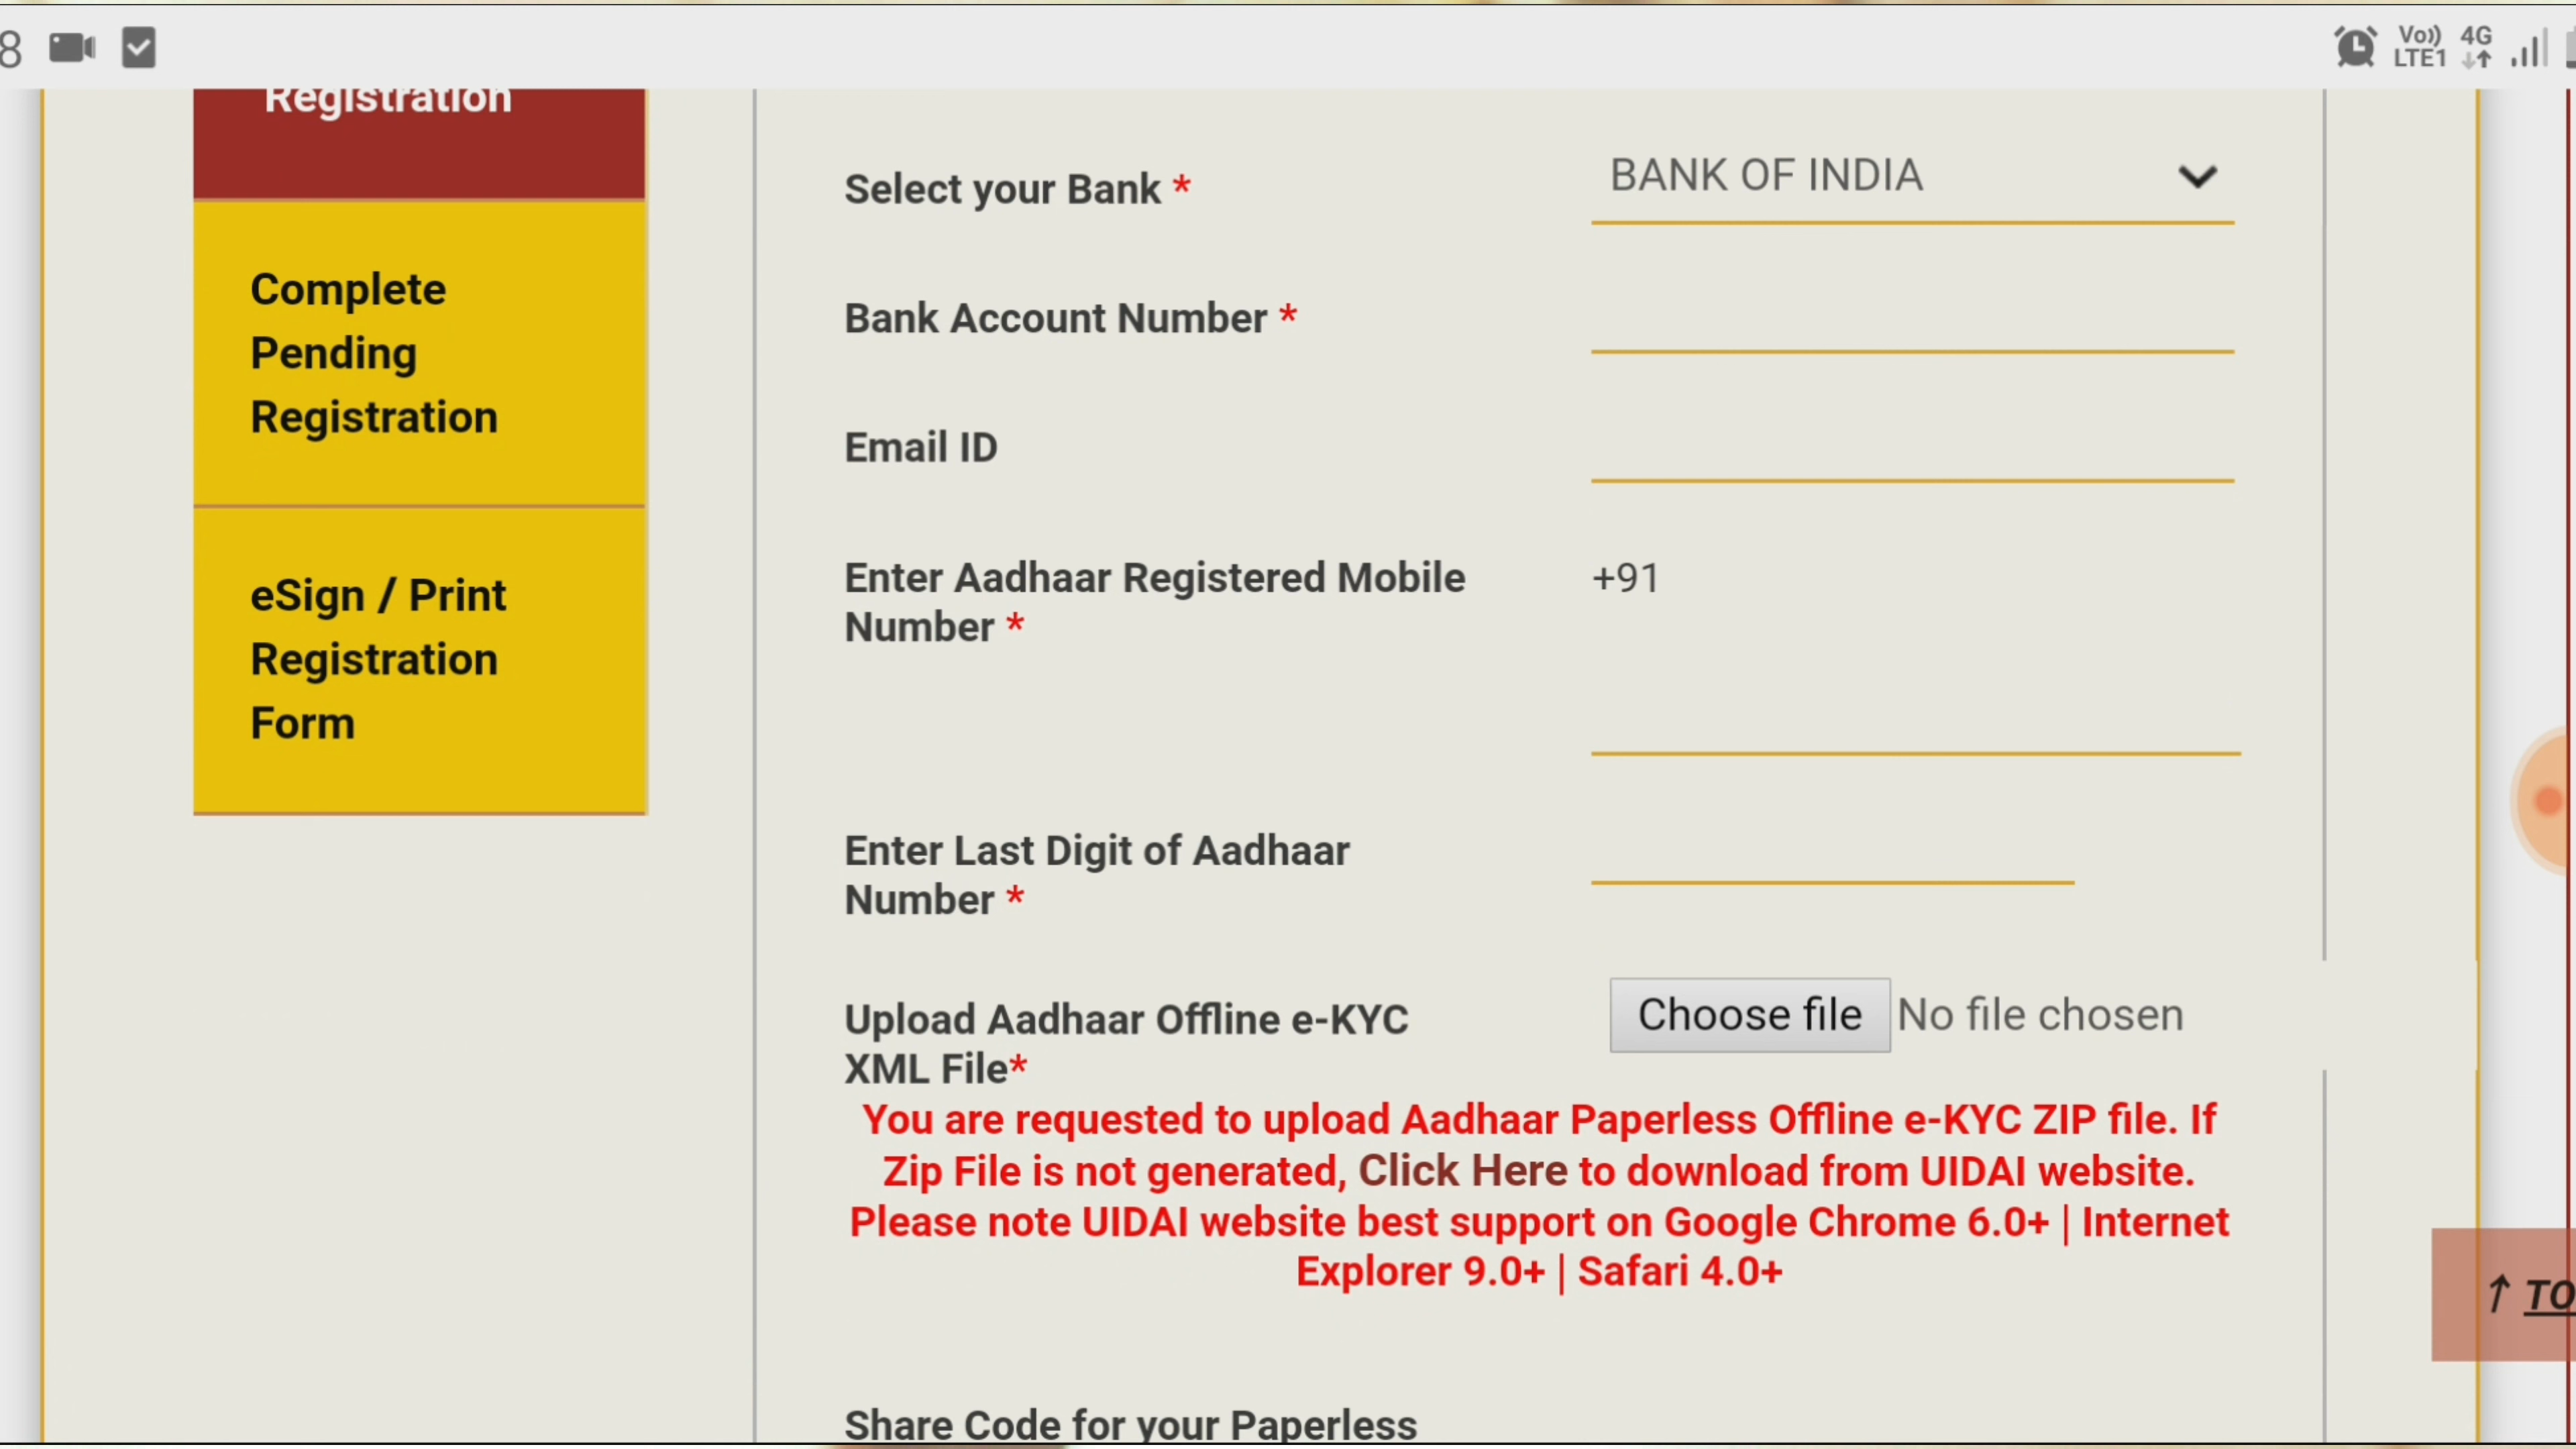 8
Vo)) LTE1 4G
Registration
Complete
Pending
Registration
eSign / Print
Registration
Form
Select your Bank *
BANK OF INDIA
Bank Account Number *
Email ID
Enter Aadhaar Registered Mobile
Number *
+91
Enter Last Digit of Aadhaar
Number *
Upload Aadhaar Offline e-KYC
XML File*
Choose file No file chosen
You are requested to upload Aadhaar Paperless Offline e-KYC ZIP file. If
Zip File is not generated, Click Here to download from UIDAI website.
Please note UIDAI website best support on Google Chrome 6.0+ | Internet
Explorer 9.0+ | Safari 4.0+
↑ TO
Share Code for your Paperless